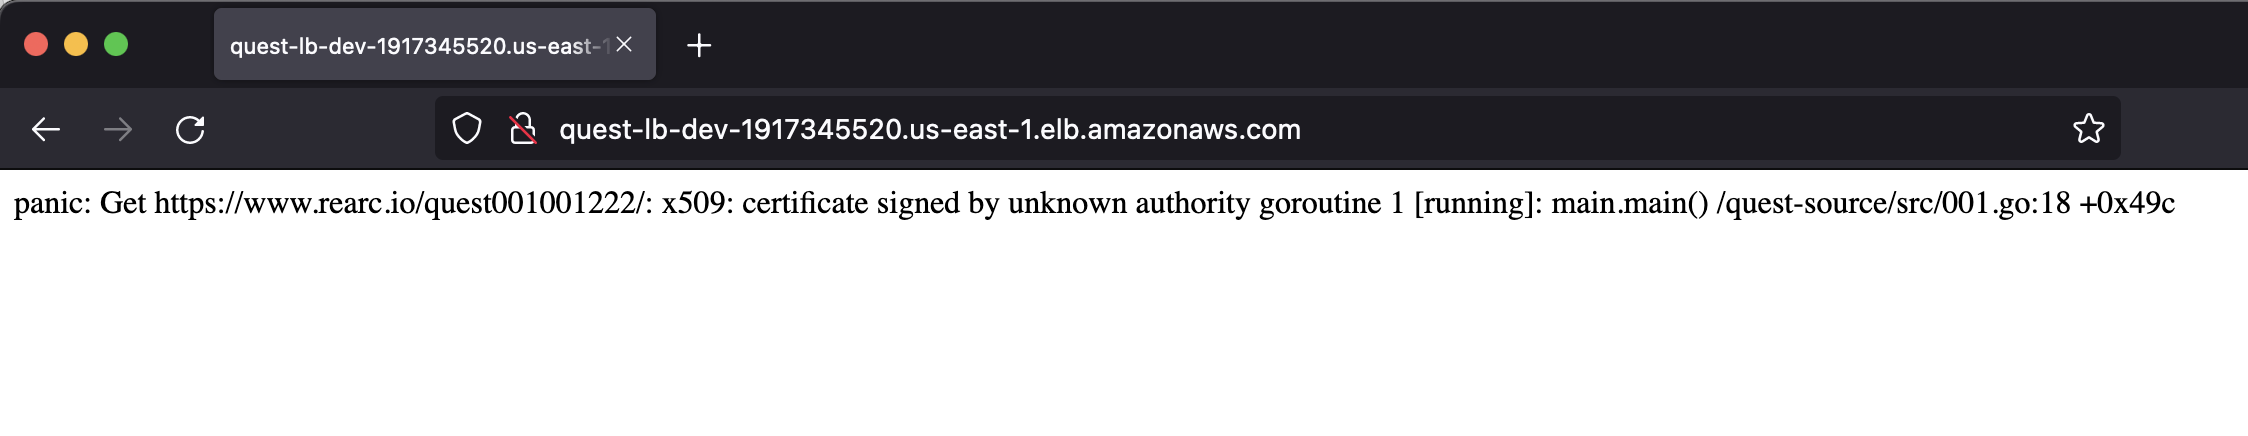 quest-lb-dev-1917345520.us-east-1
quest-lb-dev-1917345520.us-east-1.elb.amazonaws.com
panic: Get https://www.rearc.io/quest001001222/: x509: certificate signed by unknown authority goroutine 1 [running]: main.main() /quest-source/src/001.go:18 +0x49c